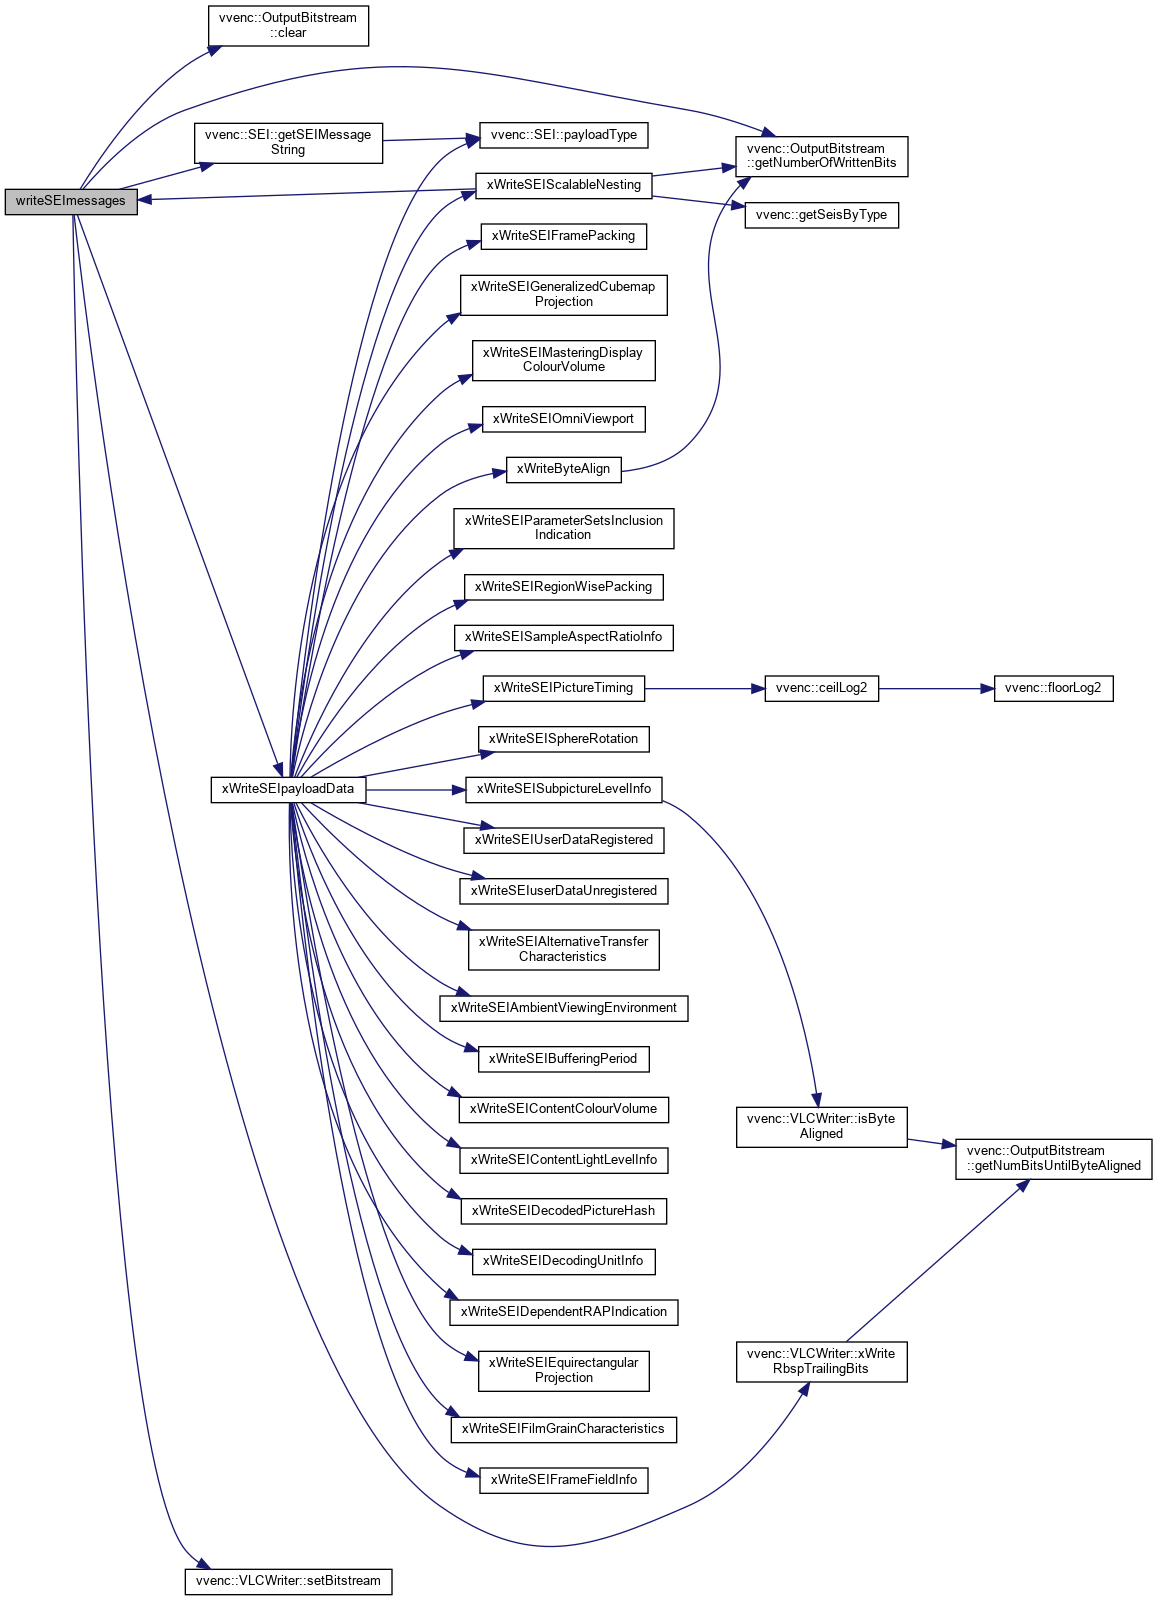 vvenc::OutputBitstream
::clear
vvenc::SEI::getSEIMessage
String
vvenc::SEI::payloadType
vvenc::OutputBitstream
::getNumberOfWrittenBits
writeSEImessages
xWriteSEIScalableNesting
vvenc::getSeisByType
xWriteSEIFramePacking
xWriteSEIGeneralizedCubemap
Projection
xWriteSEIMasteringDisplay
ColourVolume
xWriteSEIOmniViewport
xWriteByteAlign
xWriteSEIParameterSetsInclusion
Indication
xWriteSEIRegionWisePacking
xWriteSEISampleAspectRatioInfo
xWriteSEIPictureTiming
vvenc::ceilLog2
vvenc::floorLog2
xWriteSEISphereRotation
xWriteSEIpayloadData
xWriteSEISubpictureLevelInfo
xWriteSEIUserDataRegistered
xWriteSEIuserDataUnregistered
xWriteSEIAlternativeTransfer
Characteristics
xWriteSEIAmbientViewingEnvironment
xWriteSEIBufferingPeriod
xWriteSEIContentColourVolume
vvenc::VLCWriter::isByte
Aligned
xWriteSEIContentLightLevelInfo
vvenc::OutputBitstream
::getNumBitsUntilByteAligned
xWriteSEIDecodedPictureHash
xWriteSEIDecodingUnitInfo
xWriteSEIDependentRAPIndication
xWriteSEIEquirectangular
Projection
vvenc::VLCWriter::xWrite
RbspTrailingBits
xWriteSEIFilmGrainCharacteristics
xWriteSEIFrameFieldInfo
vvenc::VLCWriter::setBitstream